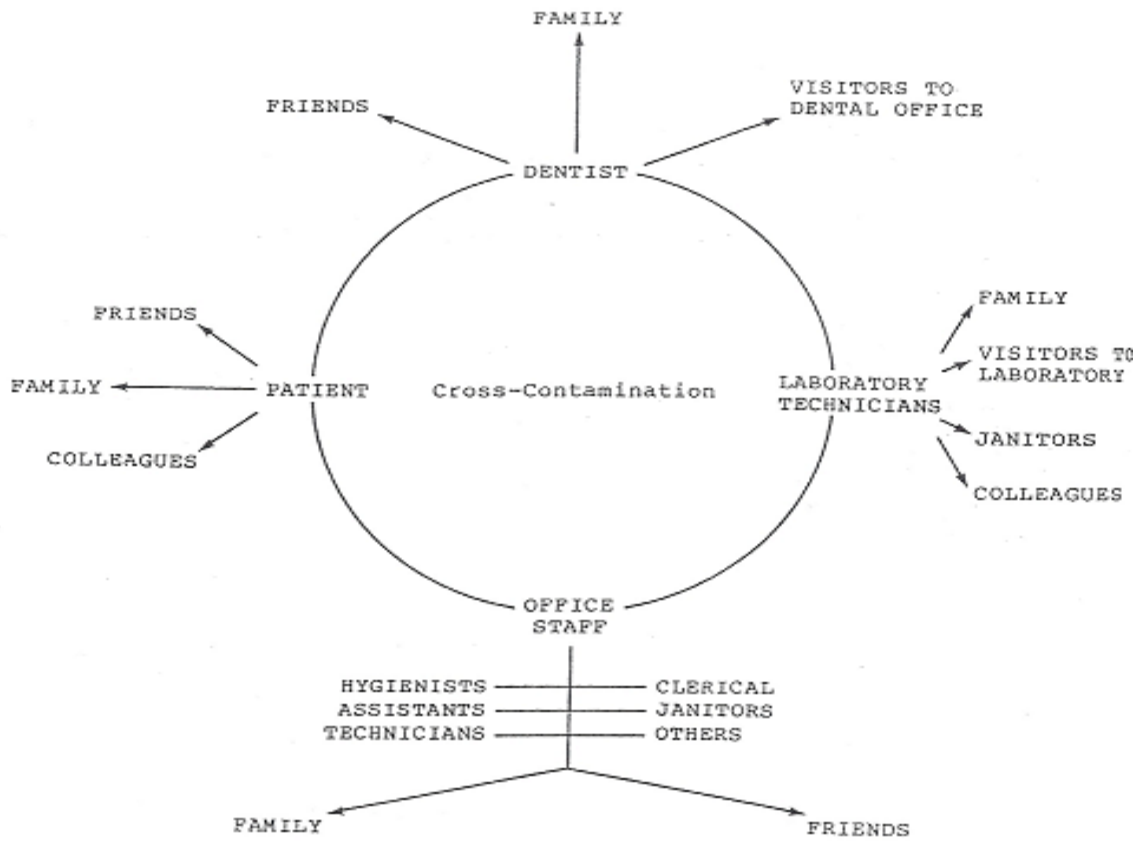 FAMILY
FRIENDS
VISITORS TO
DENTAL OFFICE
DENTIST
FRIENDS
FAMILY
PATIENT
COLLEAGUES
Cross-Contamination
FAMILY
VISITORS TO
LABORATORY
LABORATORY
TECHNICIANS
JANITORS
COLLEAGUES
OFFICE
STAFF
HYGIENISTS CLERICAL
ASSISTANTS JANITORS
TECHNICIANS OTHERS
FAMILY FRIENDS